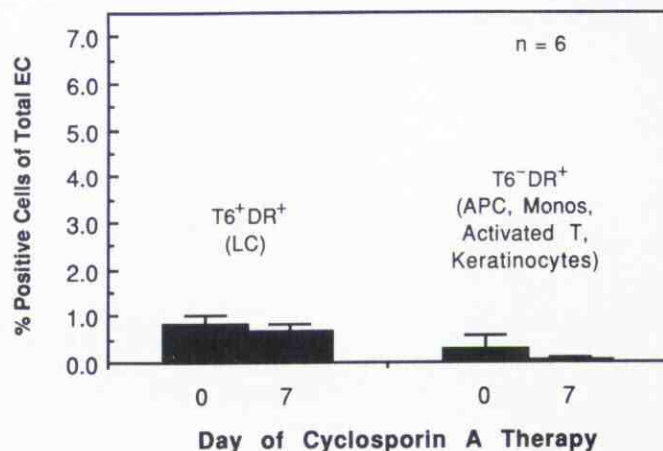 % Positive Cells of Total EC
7.0
6.0
5.0
4.0
3.0
2.0
1.0
0.0
n = 6
T6⁺DR⁺
(LC)
T6⁻DR⁺
(APC, Monos,
Activated T,
Keratinocytes)
0 7 0 7
Day of Cyclosporin A Therapy